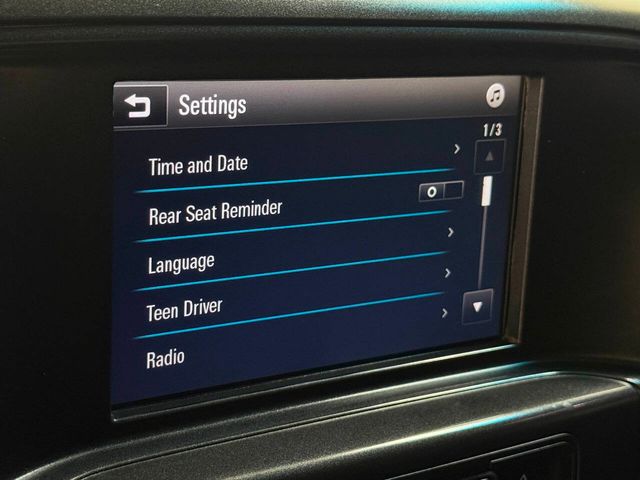 Settings
1/3
Time and Date
Rear Seat Reminder
Language
Teen Driver
Radio